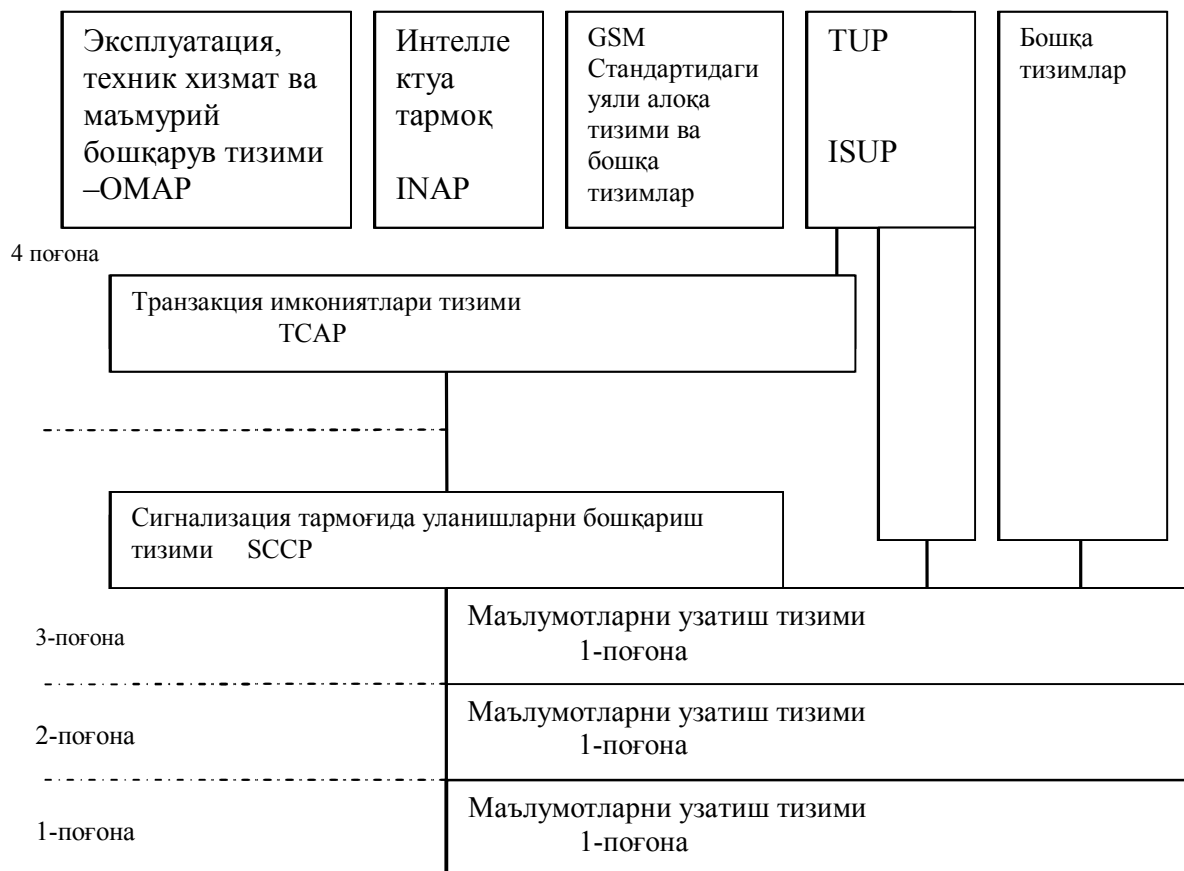 Эксплуатация,
техник хизмат ва
маъмурий
бошқарув тизими
–OMAP
Интелле
ктуа
тармоқ
INAP
GSM
Стандартидаги
уяли алоқа
тизими ва
бошқа
тизимлар
TUP
ISUP
Бошқа
тизимлар
4 поғона
Транзакция имкониятлари тизими
TCAP
Сигнализация тармоғида уланишларни бошқариш
тизими SCCP
3-поғона
Маълумотларни узатиш тизими
1-поғона
2-поғона
Маълумотларни узатиш тизими
1-поғона
1-поғона
Маълумотларни узатиш тизими
1-поғона